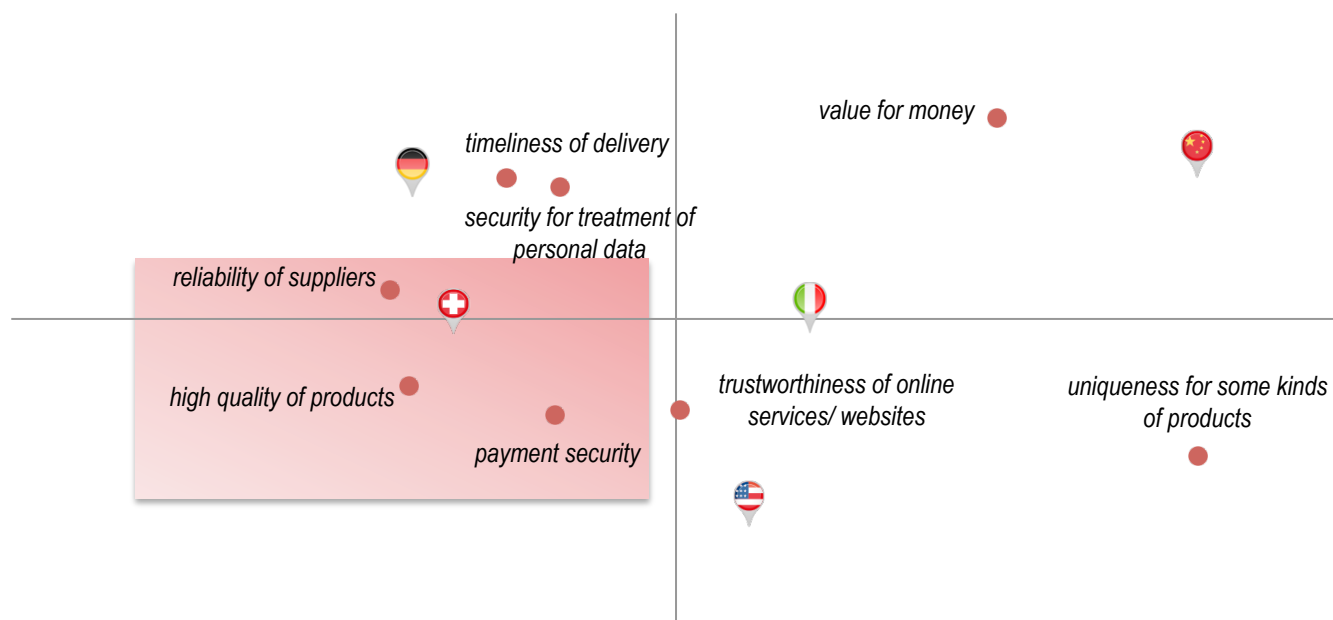 value for money
timeliness of delivery
security for treatment of
personal data
reliability of suppliers
high quality of products
payment security
trustworthiness of online
services/ websites
uniqueness for some kinds
of products